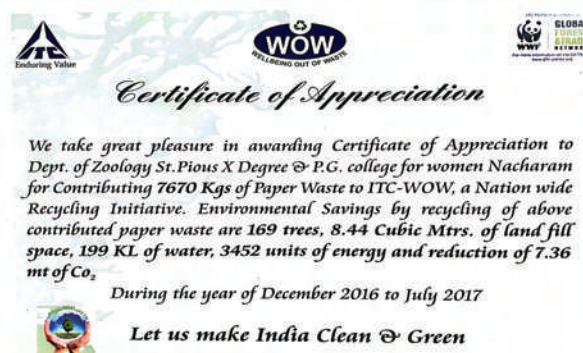 ITC
Enduring Value
WOW
WELLBEING OUT OF WASTE
WWF
GLOBAL
FOREST
& TRADE
NETWORK
Certificate of Appreciation
We take great pleasure in awarding Certificate of Appreciation to
Dept. of Zoology St.Pious X Degree & P.G. college for women Nacharam
for Contributing 7670 Kgs of Paper Waste to ITC-WOW, a Nation wide
Recycling Initiative. Environmental Savings by recycling of above
contributed paper waste are 169 trees, 8.44 Cubic Mtrs. of land fill
space, 199 KL of water, 3452 units of energy and reduction of 7.36
mt of Co₂
During the year of December 2016 to July 2017
Let us make India Clean & Green